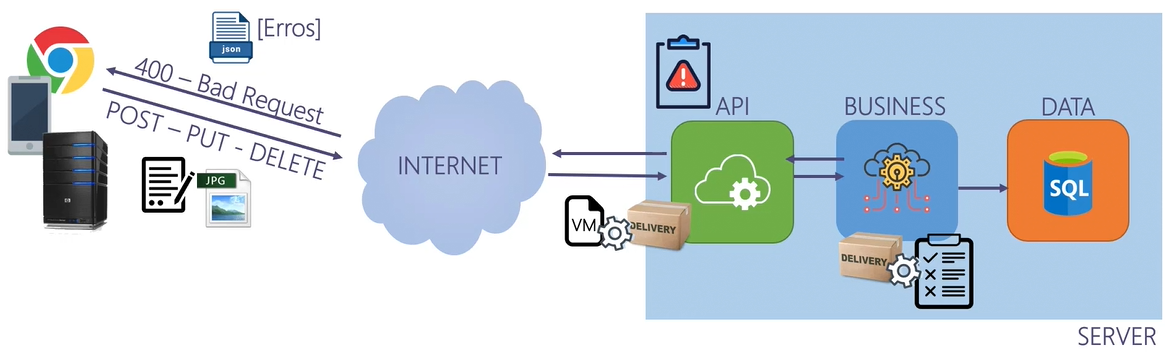 [Erros]
json
400 – Bad Request
POST – PUT - DELETE
JPG
INTERNET
VM
DELIVERY
API
BUSINESS
DATA
SQL
DELIVERY
SERVER